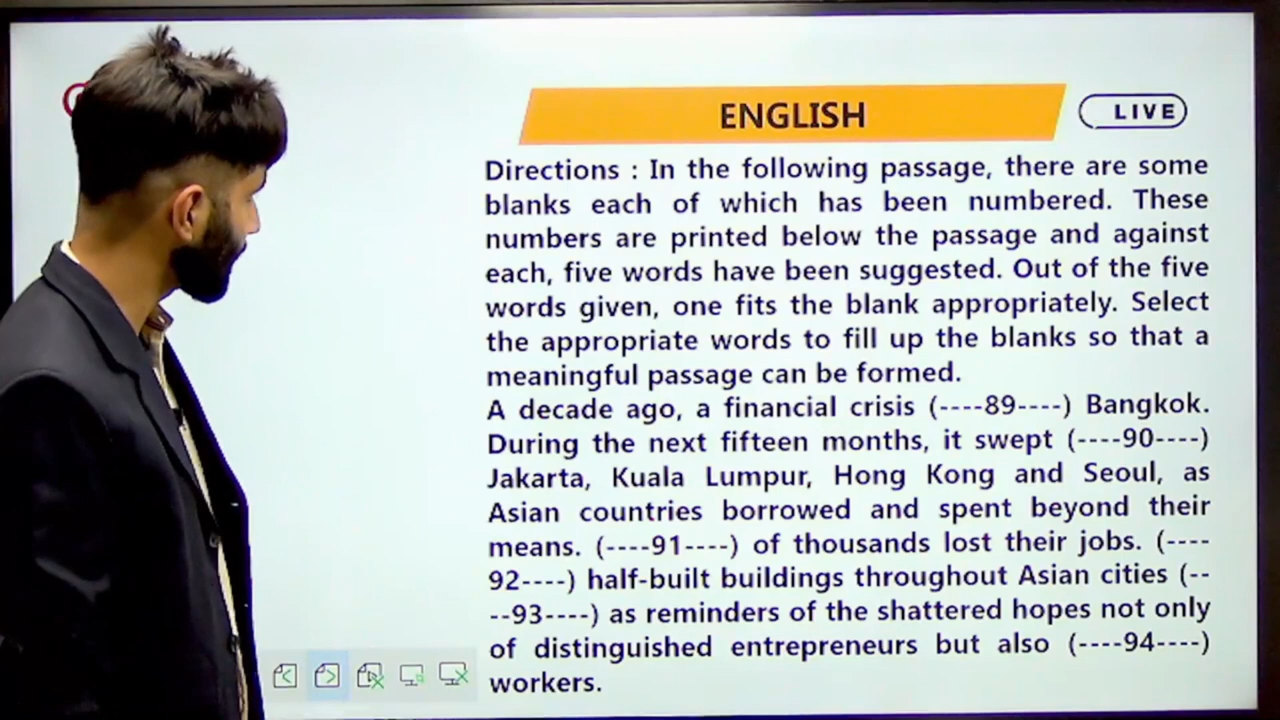 ENGLISH
LIVE
Directions : In the following passage, there are some
blanks each of which has been numbered. These
numbers are printed below the passage and against
each, five words have been suggested. Out of the five
words given, one fits the blank appropriately. Select
the appropriate words to fill up the blanks so that a
meaningful passage can be formed.
A decade ago, a financial crisis (----89----) Bangkok.
During the next fifteen months, it swept (----90----)
Jakarta, Kuala Lumpur, Hong Kong and Seoul, as
Asian countries borrowed and spent beyond their
means. (----91----) of thousands lost their jobs. (----
92----) half-built buildings throughout Asian cities (--
--93----) as reminders of the shattered hopes not only
of distinguished entrepreneurs but also (----94----)
workers.